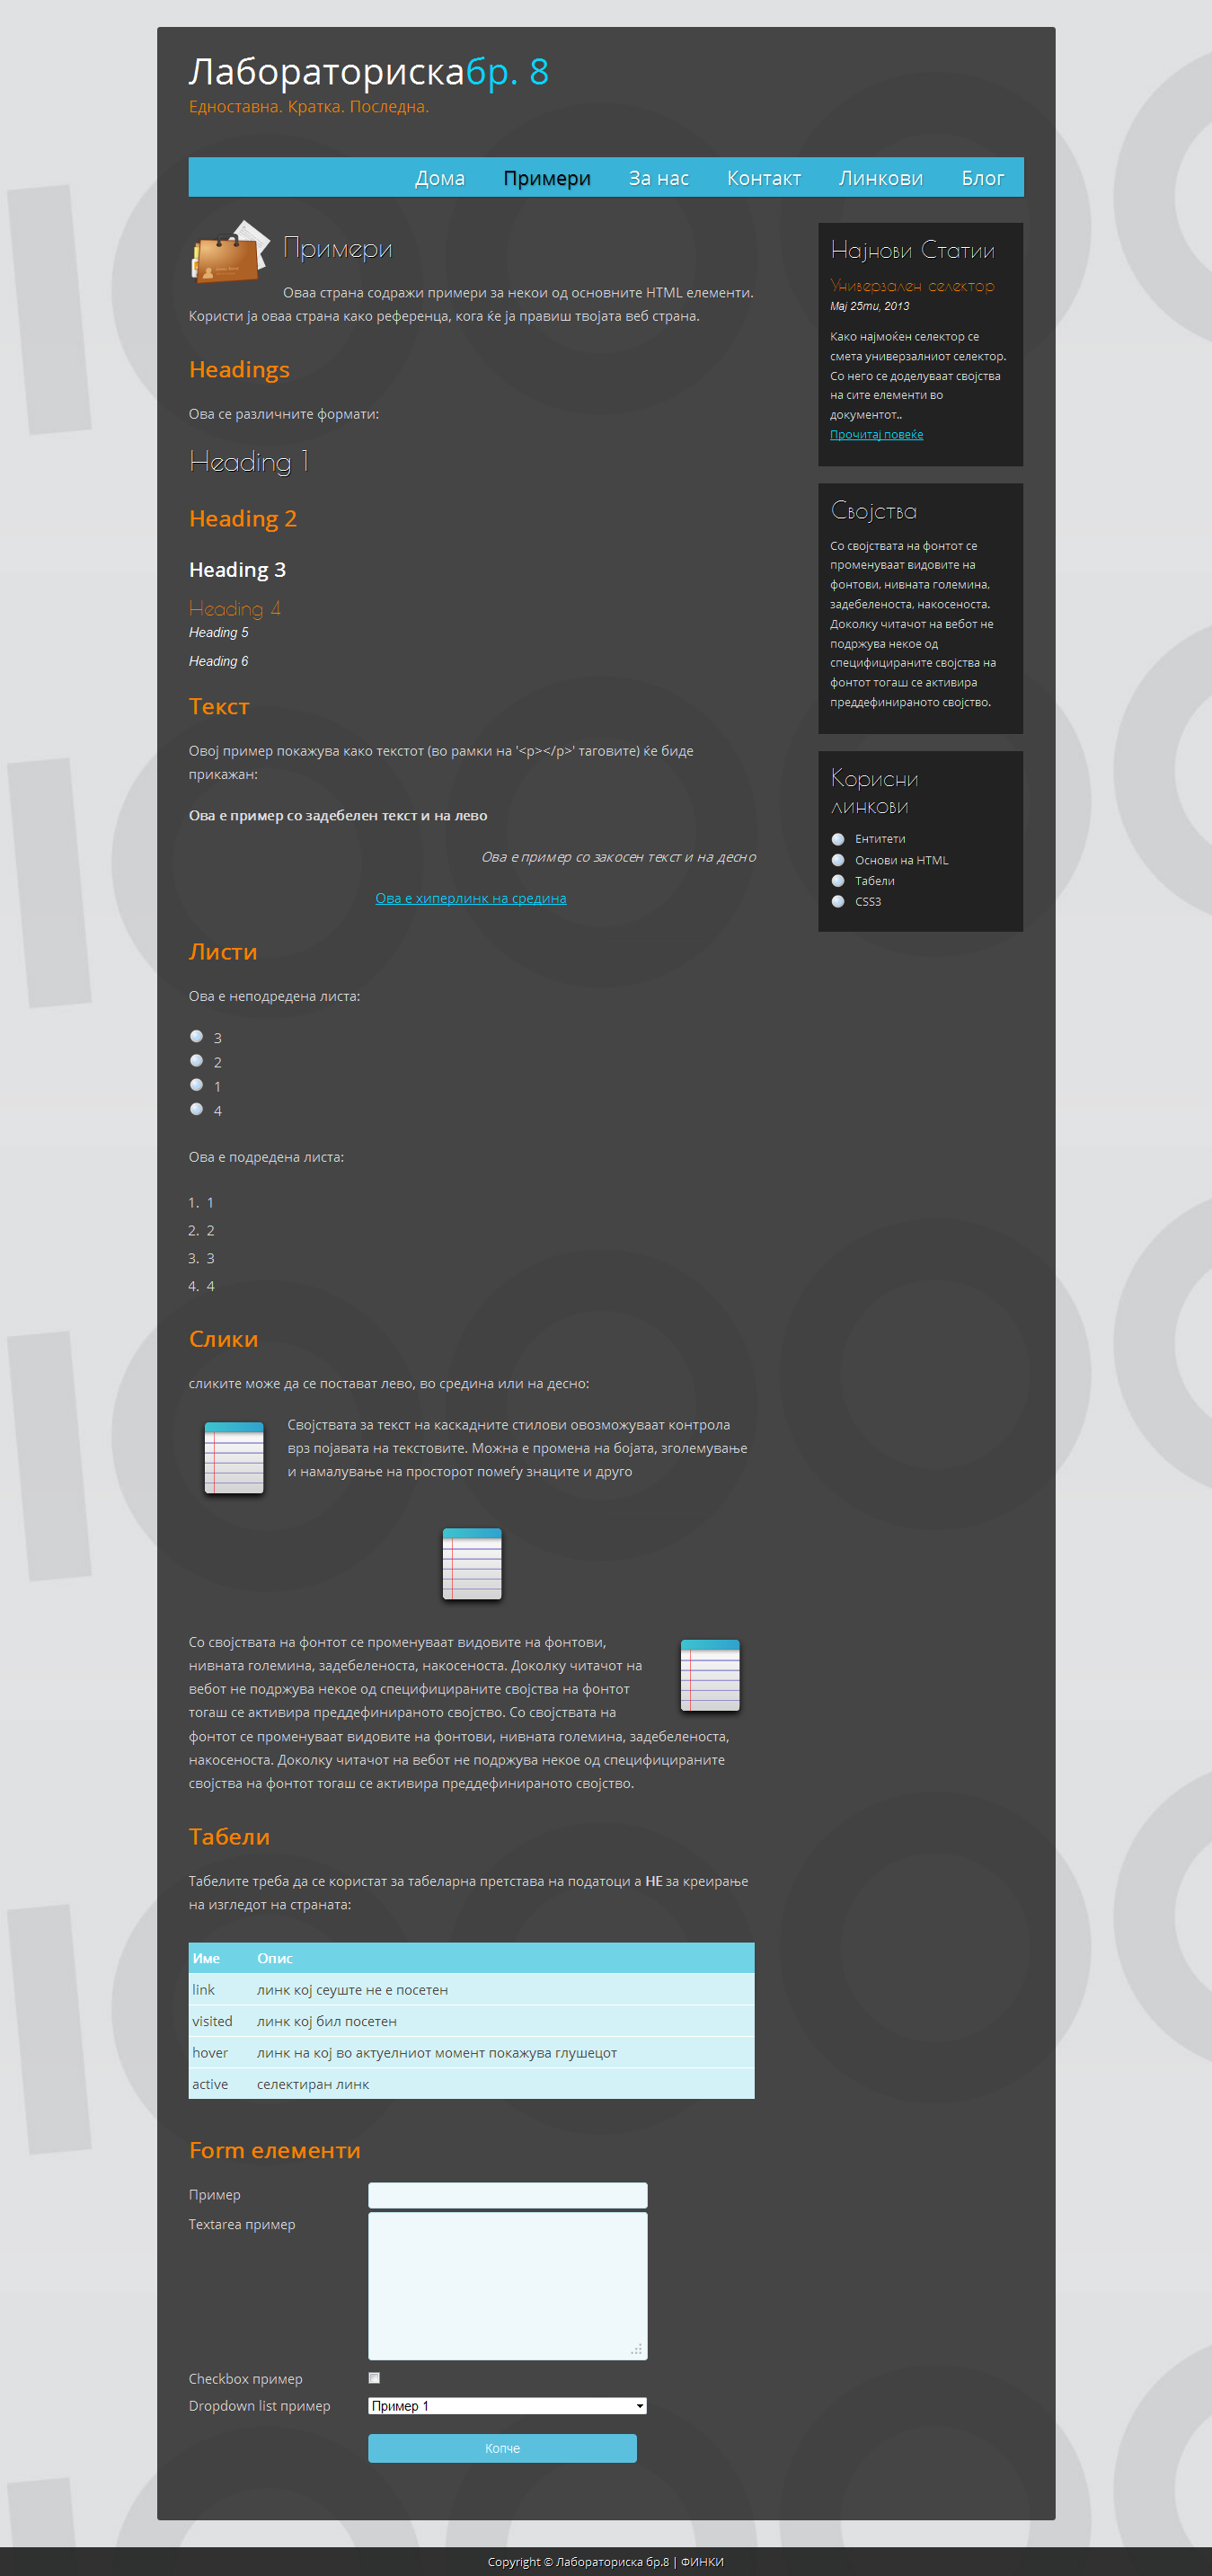 Лабораторискабр. 8
Едноставна. Кратка. Последна.
Дома Примери За нас Контакт Линкови Блог
Примери
Оваа страна содражи примери за некои од основните HTML елементи.
Користи ја оваа страна како референца, кога ќе ја правиш твојата веб страна.
Headings
Ова се различните формати:
Heading 1
Heading 2
Heading 3
Heading 4
Heading 5
Heading 6
Текст
Овој пример покажува како текстот (во рамки на '<p></p>' таговите) ќе биде
прикажан:
Ова е пример со задебелен текст и на лево
Ова е пример со закосен текст и на десно
Ова е хиперлинк на средина
Листи
Ова е неподредена листа:
3
2
1
4
Ова е подредена листа:
1. 1
2. 2
3. 3
4. 4
Слики
сликите може да се постават лево, во средина или на десно:
Својствата за текст на каскадните стилови овозможуваат контрола
врз појавата на текстовите. Можна е промена на бојата, зголемување
и намалување на просторот помеѓу знаците и друго
Со својствата на фонтот се променуваат видовите на фонтови,
нивната големина, задебеленоста, накосеноста. Доколку читачот на
вебот не подржува некое од специфицираните својства на фонтот
тогаш се активира преддефинираното својство. Со својствата на
фонтот се променуваат видовите на фонтови, нивната големина, задебеленоста,
накосеноста. Доколку читачот на вебот не подржува некое од специфицираните
својства на фонтот тогаш се активира преддефинираното својство.
Табели
Табелите треба да се користат за табеларна претстава на податоци а НЕ за креирање
на изгледот на страната:
Име Опис
link линк кој сеуште не е посетен
visited линк кој бил посетен
hover линк на кој во актуелниот момент покажува глушецот
active селектиран линк
Form елементи
Пример
Textarea пример
Checkbox пример
Dropdown list пример Пример 1
Копче
Најнови Статии
Универзален селектор
Мај 25ти, 2013
Како најмоќен селектор се
смета универзалниот селектор.
Со него се доделуваат својства
на сите елементи во
документот..
Прочитај повеќе
Својства
Со својствата на фонтот се
променуваат видовите на
фонтови, нивната големина,
задебеленоста, накосеноста.
Доколку читачот на вебот не
подржува некое од
специфицираните својства на
фонтот тогаш се активира
преддефинираното својство.
Корисни
линкови
Ентитети
Основи на HTML
Табели
CSS3
Copyright © Лабораториска бр.8 | ФИНКИ